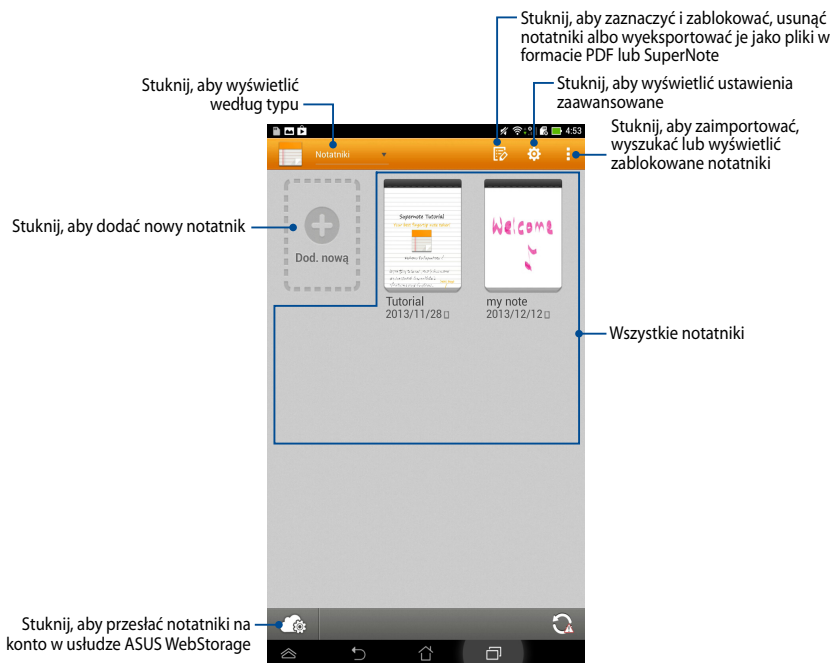 Stuknij, aby zaznaczyć i zablokować, usunąć
notatniki albo wyeksportować je jako pliki w
formacie PDF lub SuperNote
Stuknij, aby wyświetlić
według typu
Stuknij, aby wyświetlić ustawienia
zaawansowane
Stuknij, aby zaimportować,
wyszukać lub wyświetlić
zablokowane notatniki
4:53
Notatniki
Stuknij, aby dodać nowy notatnik
Dod. nową
Supernote Tutorial
Welcome
Tutorial
2013/11/28
my note
2013/12/12
Wszystkie notatniki
Stuknij, aby przesłać notatniki na
konto w usłudze ASUS WebStorage